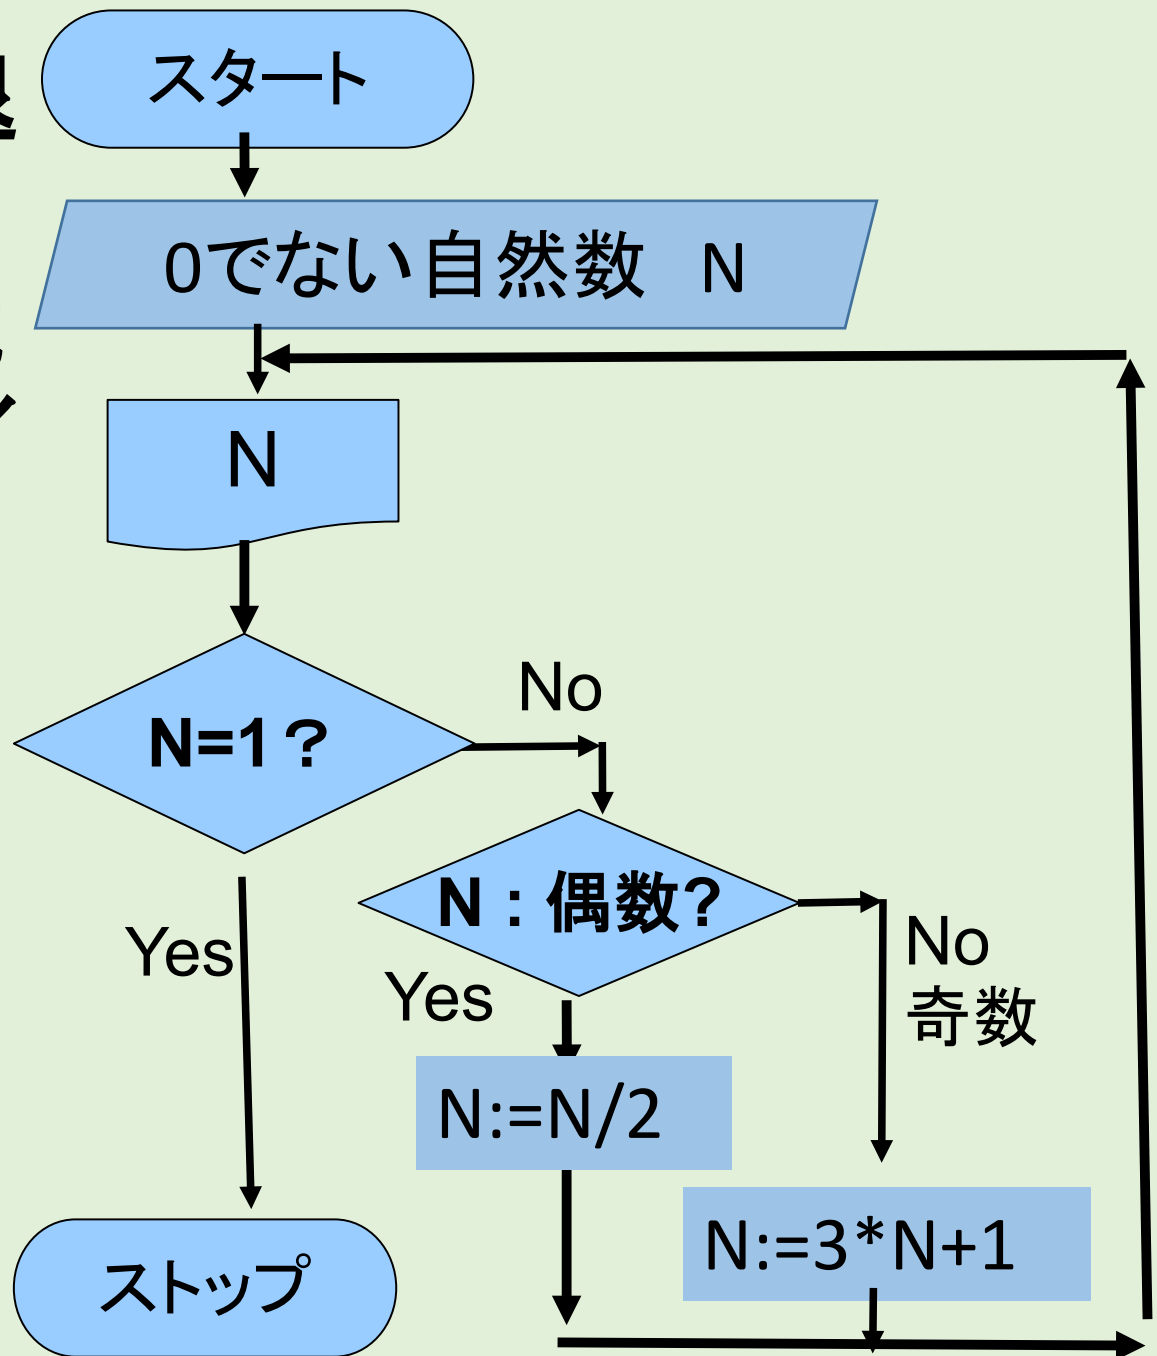 スタート
0でない自然数　N
N
N=1？
No
N：偶数?
Yes
Yes
No
奇数
N:=N/2
N:=3*N+1
ストップ